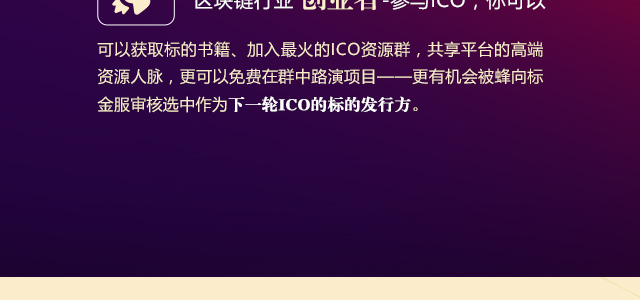 区块链行业 创业者-参与ICO，你可以
可以获取标的书籍、加入最火的ICO资源群，共享平台的高端
资源人脉，更可以免费在群中路演项目——更有机会被蜂向标
金服审核选中作为下一轮ICO的标的发行方。